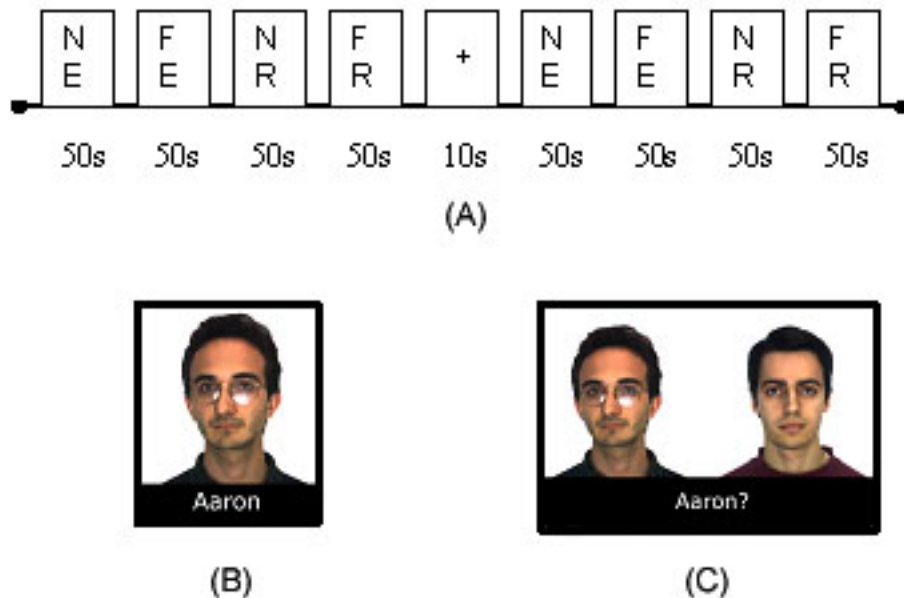 N F N F + N F N F
E E R R E E R R
50s 50s 50s 50s 10s 50s 50s 50s 50s
(A)
Aaron
Aaron?
(B)
(C)